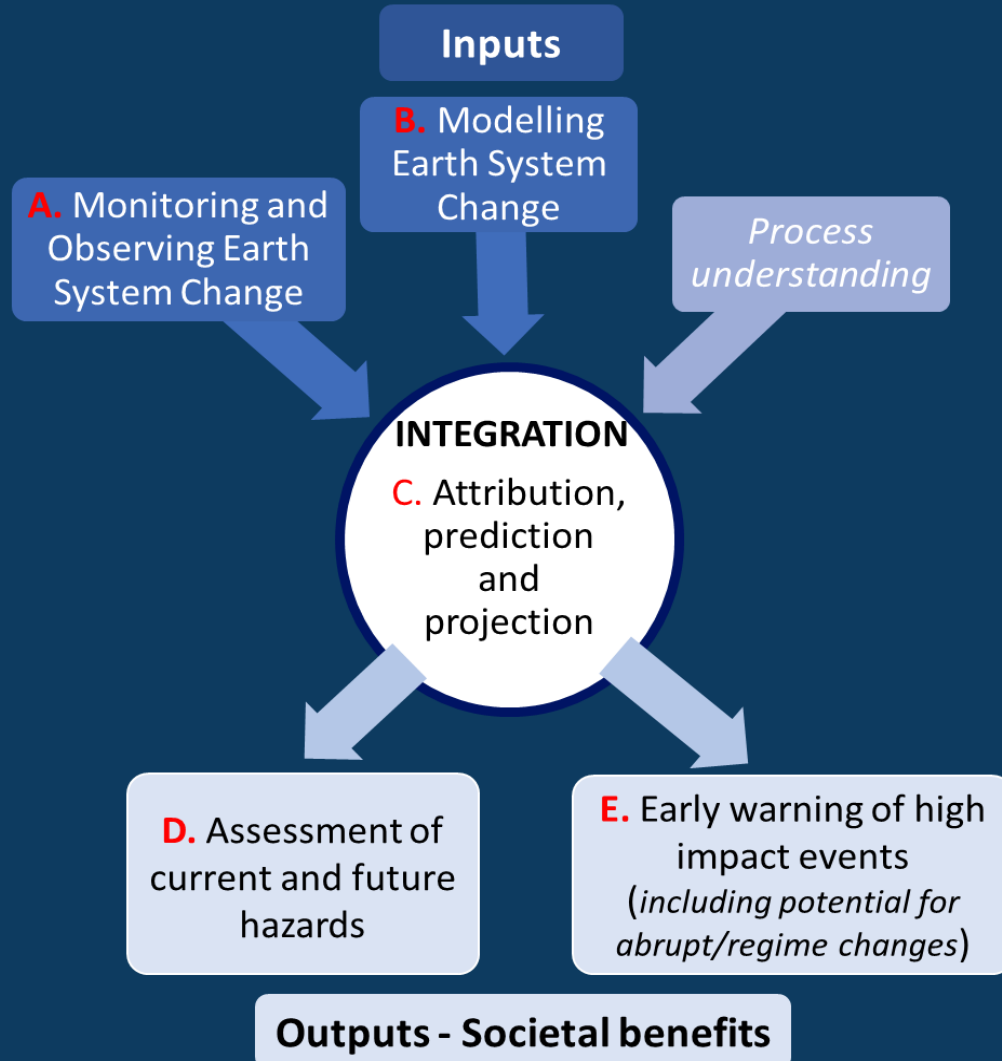 Inputs
B. Modelling
Earth System
Change
A. Monitoring and
Observing Earth
System Change
Process
understanding
INTEGRATION
C. Attribution,
prediction
and
projection
D. Assessment of
current and future
hazards
E. Early warning of high
impact events
(including potential for
abrupt/regime changes)
Outputs - Societal benefits